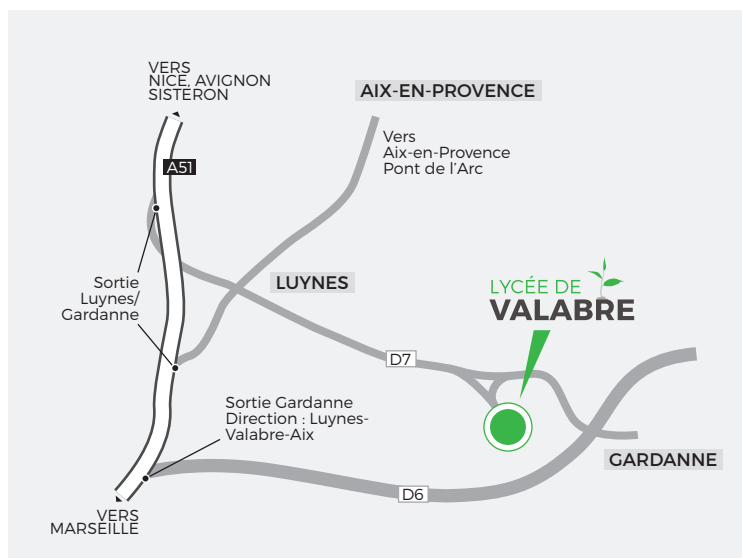 VERS
NICE, AVIGNON
SISTERON
AIX-EN-PROVENCE
Vers
Aix-en-Provence
Pont de l'Arc
A51
Sortie
Luynes/
Gardanne
LUYNES
LYCÉE DE
VALABRE
D7
Sortie Gardanne
Direction : Luynes-
Valabre-Aix
GARDANNE
D6
VERS
MARSEILLE